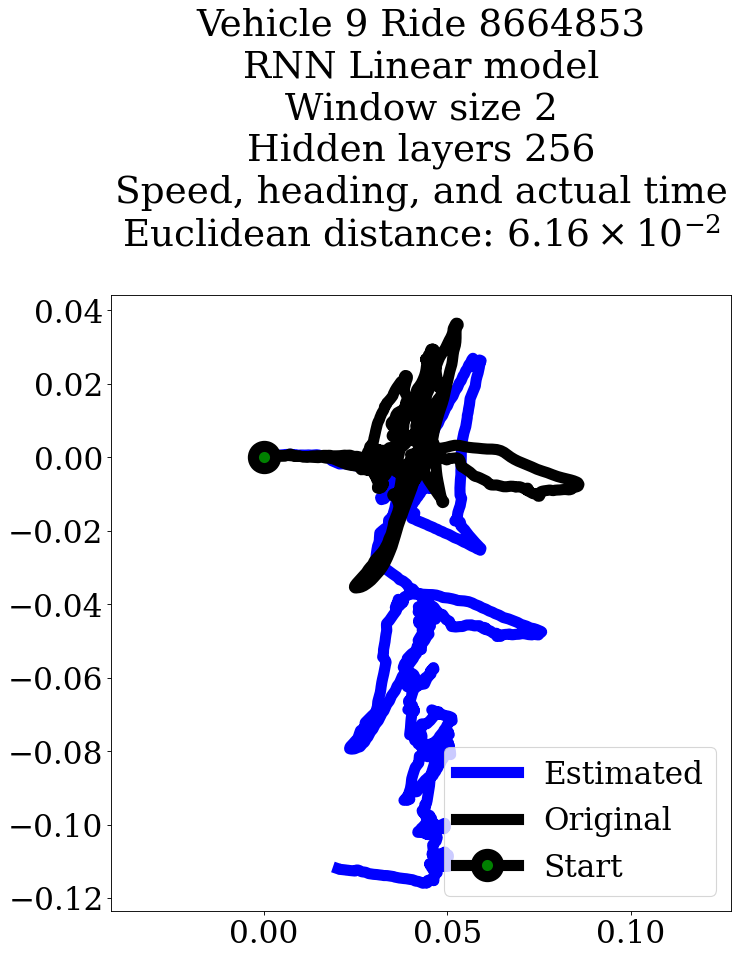 Vehicle 9 Ride 8664853
RNN Linear model
Window size 2
Hidden layers 256
Speed, heading, and actual time
Euclidean distance: 6.16 × 10⁻²
0.04
0.02
0.00
−0.02
−0.04
−0.06
−0.08
−0.10
−0.12
Estimated
Original
Start
0.00 0.05 0.10